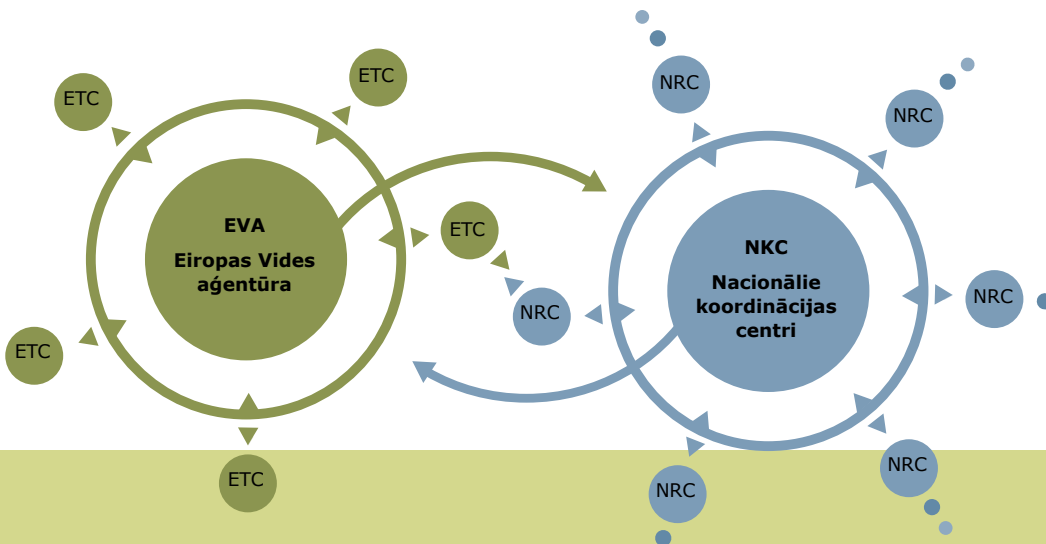 ETC
ETC
EVA
Eiropas Vides
aģentūra
ETC
ETC
ETC
NRC
NRC
NKC
Nacionālie
koordinācijas
centri
NRC
NRC
NRC
NRC